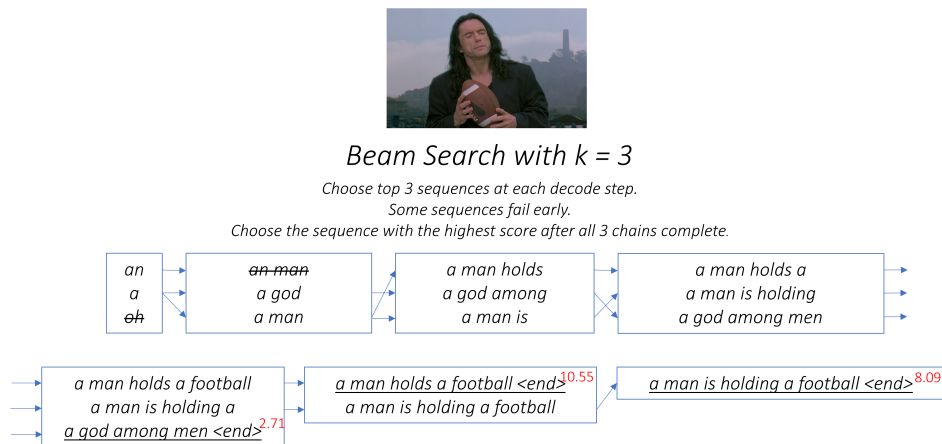 Beam Search with k = 3
Choose top 3 sequences at each decode step.
Some sequences fail early.
Choose the sequence with the highest score after all 3 chains complete.
an
a
oh
an man
a god
a man
a man holds
a god among
a man is
a man holds a
a man is holding
a god among men
a man holds a football
a man is holding a
a god among men <end> 2.71
a man holds a football <end> 10.55
a man is holding a football
a man is holding a football <end> 8.09